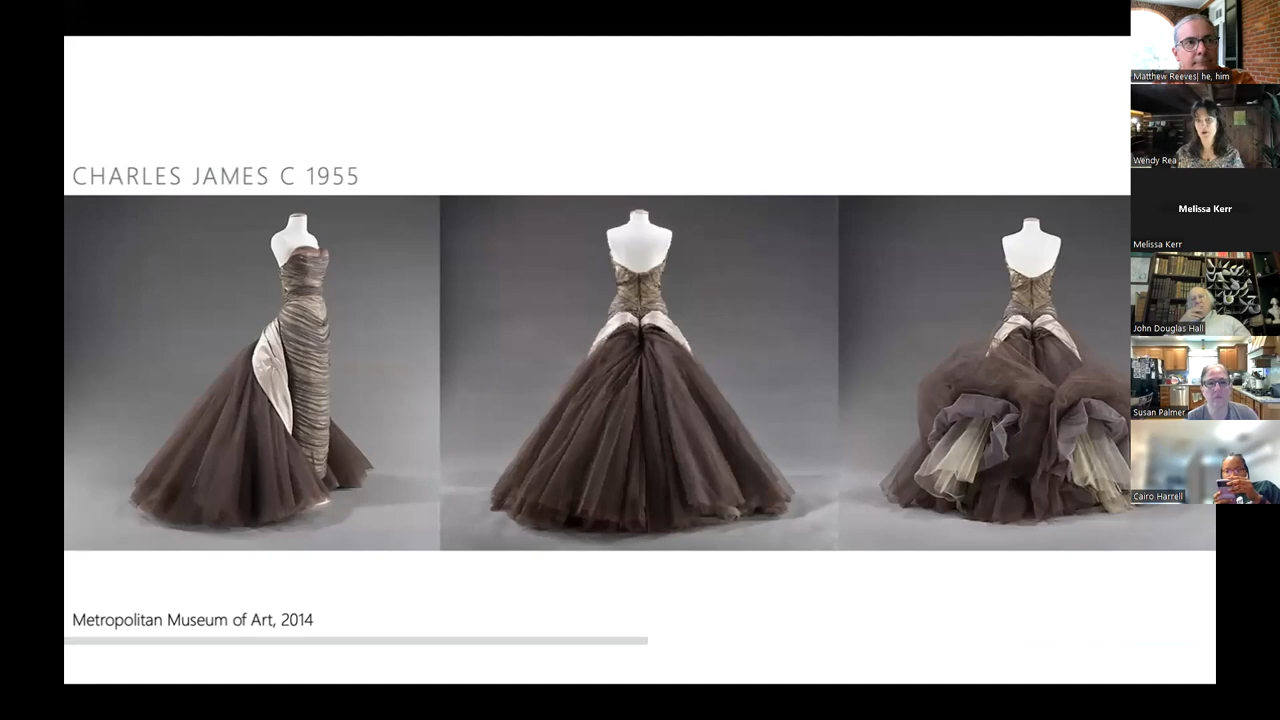 CHARLES JAMES C 1955
Metropolitan Museum of Art, 2014
Matthew Reeves| he, him
Wendy Rea
Melissa Kerr
Melissa Kerr
John Douglas Hall
Susan Palmer
Cairo Harrell